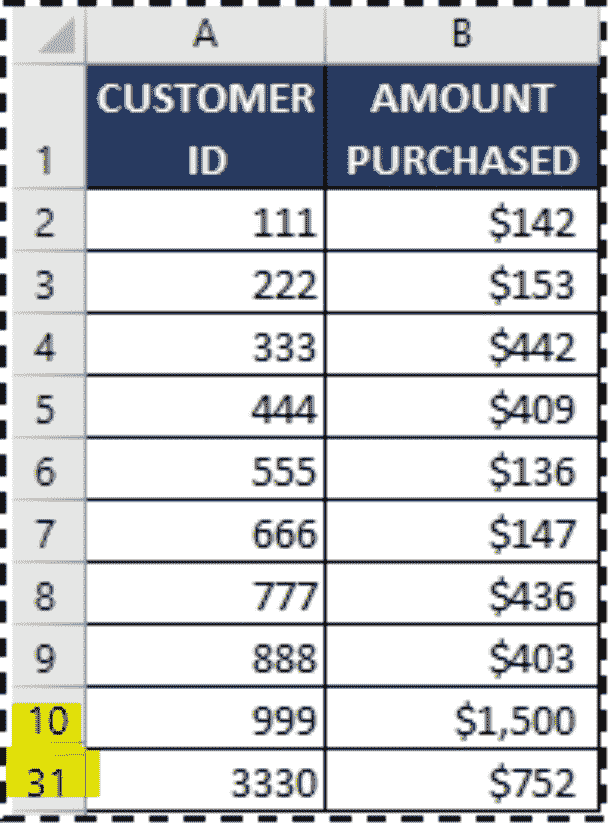 A B
1 CUSTOMER ID AMOUNT PURCHASED
2 111 $142
3 222 $153
4 333 $442
5 444 $409
6 555 $136
7 666 $147
8 777 $436
9 888 $403
10 999 $1,500
31 3330 $752